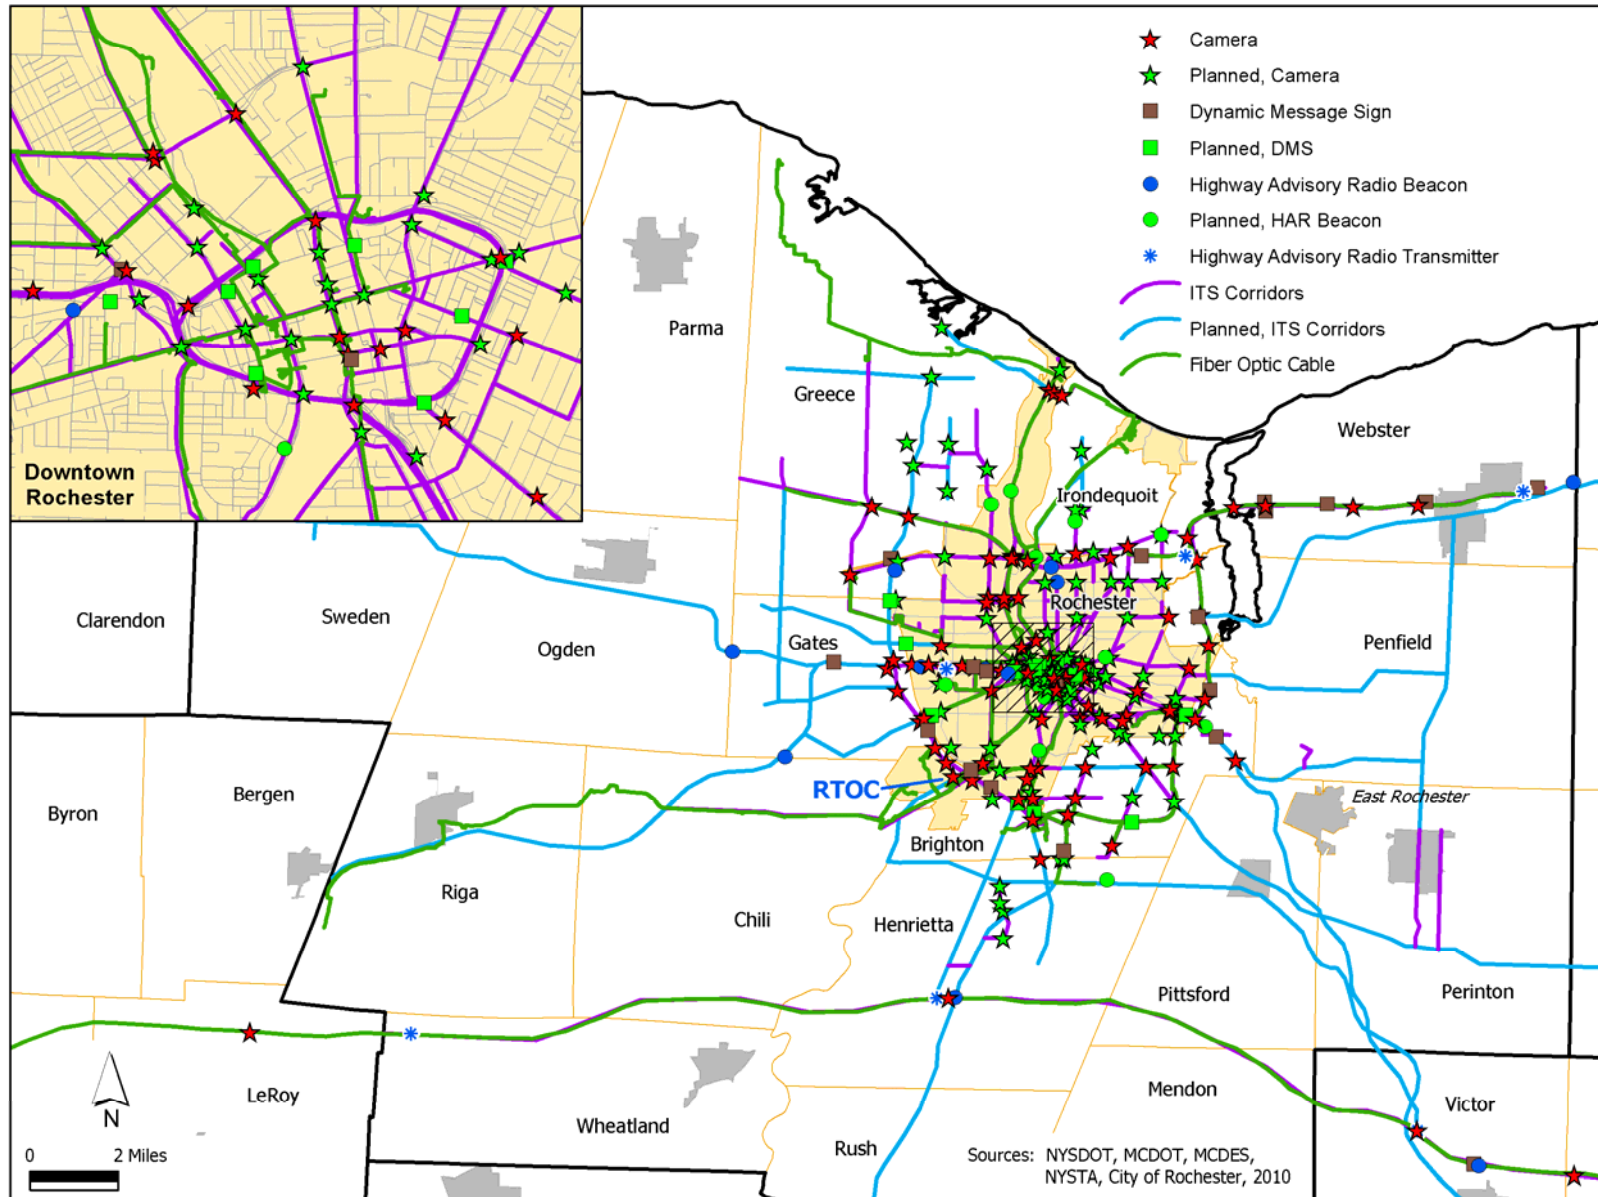 Camera
Planned, Camera
Dynamic Message Sign
Planned, DMS
Highway Advisory Radio Beacon
Planned, HAR Beacon
Highway Advisory Radio Transmitter
ITS Corridors
Planned, ITS Corridors
Fiber Optic Cable
Downtown
Rochester
Parma
Greece
Webster
Irondequoit
Rochester
Clarendon
Sweden
Ogden
Gates
Penfield
RTOC
East Rochester
Byron
Bergen
Brighton
Riga
Chili
Henrietta
Pittsford
Perinton
N
LeRoy
Wheatland
Mendon
Victor
Rush
0 2 Miles
Sources: NYSDOT, MCDOT, MCDES,
NYSTA, City of Rochester, 2010